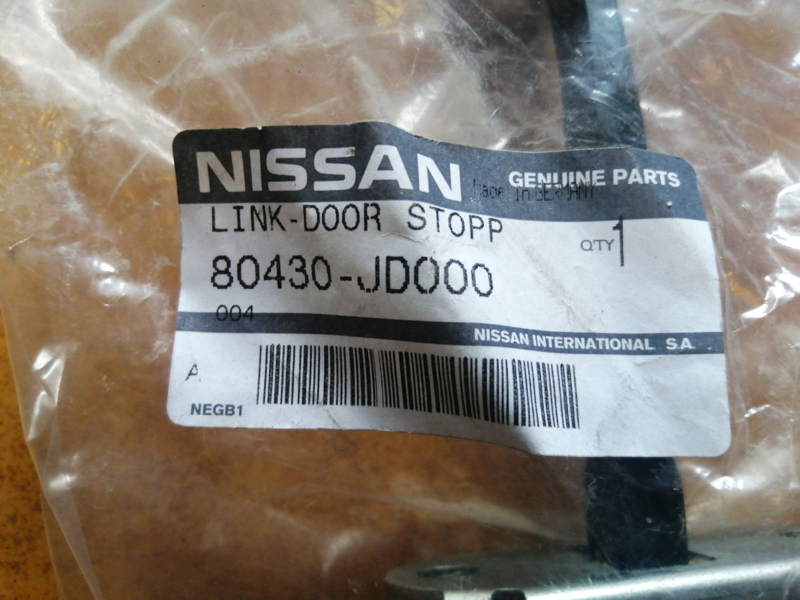 NISSAN GENUINE PARTS
Made in GERMANY
LINK-DOOR STOPP
QTY 1
80430-JD000
004
NISSAN INTERNATIONAL S.A.
A
NEGB1